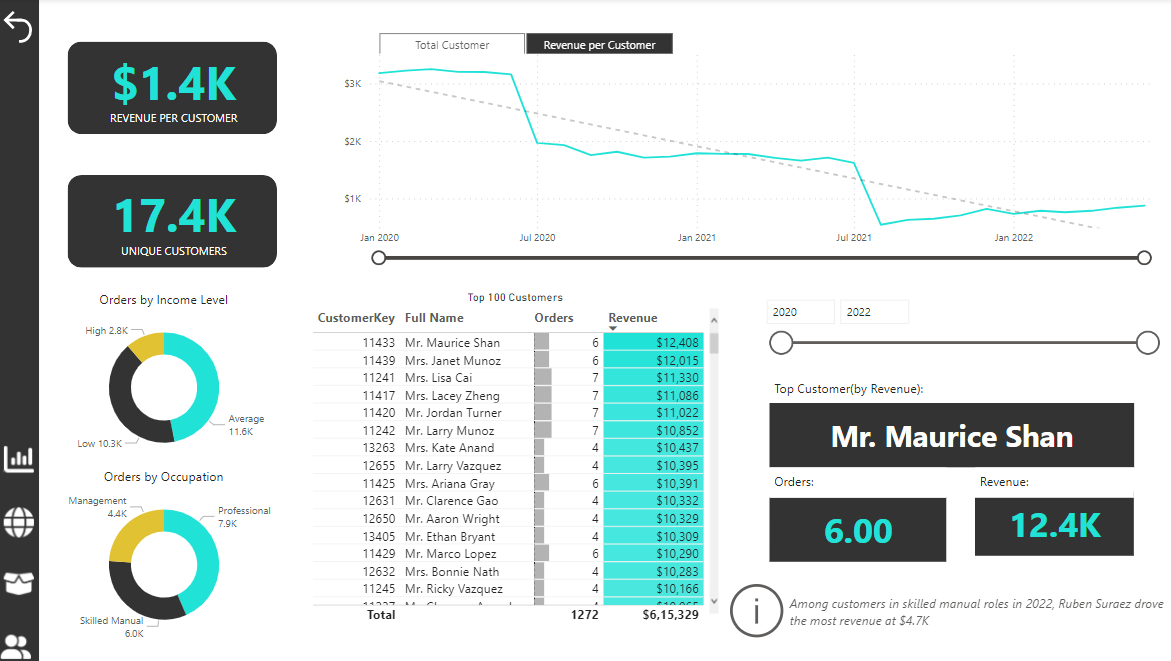 $1.4K
REVENUE PER CUSTOMER
17.4K
UNIQUE CUSTOMERS
Total Customer
Revenue per Customer
$3K
$2K
$1K
Jan 2020
Jul 2020
Jan 2021
Jul 2021
Jan 2022
Orders by Income Level
High 2.8K
Average
11.6K
Low 10.3K
Orders by Occupation
Management
4.4K
Professional
7.9K
Skilled Manual
6.0K
Top 100 Customers
CustomerKey Full Name Orders Revenue
11433 Mr. Maurice Shan 6 $12,408
11439 Mrs. Janet Munoz 6 $12,015
11241 Mrs. Lisa Cai 7 $11,330
11417 Mrs. Lacey Zheng 7 $11,086
11420 Mr. Jordan Turner 7 $11,022
11242 Mr. Larry Munoz 7 $10,852
13263 Mrs. Kate Anand 4 $10,437
12655 Mr. Larry Vazquez 4 $10,395
11425 Mrs. Ariana Gray 6 $10,391
12631 Mr. Clarence Gao 4 $10,332
12650 Mr. Aaron Wright 4 $10,329
13405 Mr. Ethan Bryant 4 $10,309
11429 Mr. Marco Lopez 6 $10,290
12632 Mrs. Bonnie Nath 4 $10,283
11245 Mr. Ricky Vazquez 4 $10,166
Total 1272 $6,15,329
2020
2022
Top Customer(by Revenue):
Mr. Maurice Shan
Orders:
6.00
Revenue:
12.4K
Among customers in skilled manual roles in 2022, Ruben Suraez drove
the most revenue at $4.7K